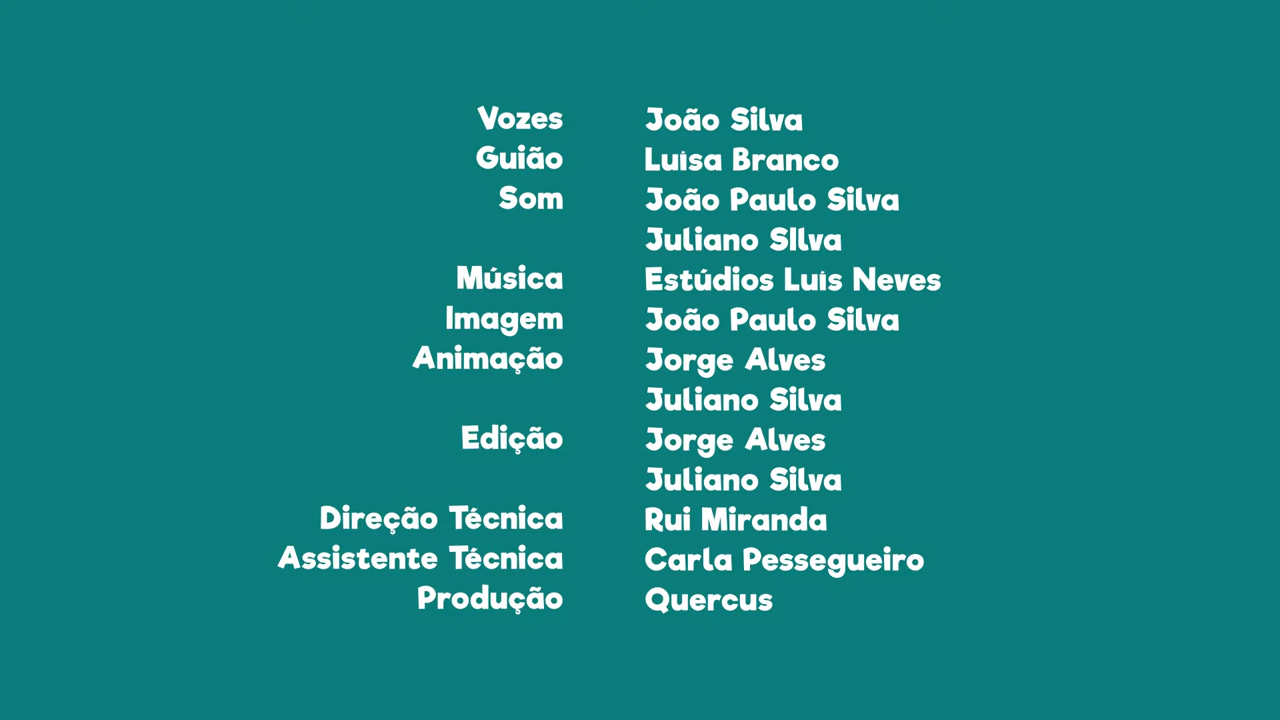 Vozes João Silva
Guião Luísa Branco
Som João Paulo Silva
Juliano SIlva
Música Estúdios Luís Neves
Imagem João Paulo Silva
Animação Jorge Alves
Juliano Silva
Edição Jorge Alves
Juliano Silva
Direção Técnica Rui Miranda
Assistente Técnica Carla Pessegueiro
Produção Quercus